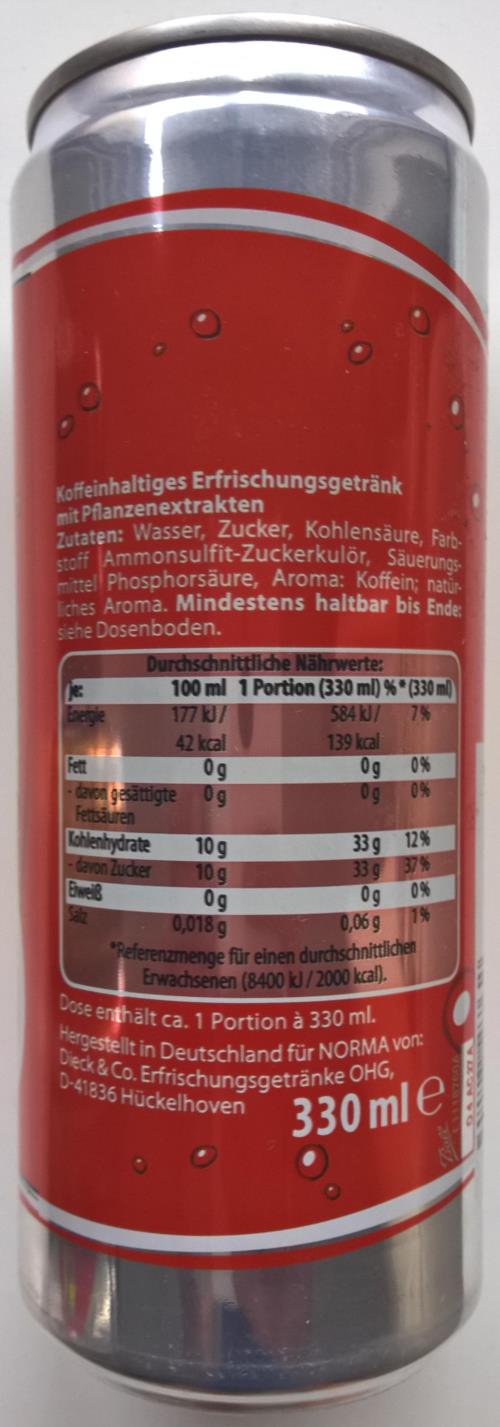 Koffeinhaltiges Erfrischungsgetränk
mit Pflanzenextrakten
Zutaten: Wasser, Zucker, Kohlensäure, Farb-
stoff Ammonsulfit-Zuckerkulör, Säuerungs-
mittel Phosphorsäure, Aroma: Koffein; natür-
liches Aroma. Mindestens haltbar bis Ende:
siehe Dosenboden.
Durchschnittliche Nährwerte:
je: 100 ml 1 Portion (330 ml) %* (330 ml)
Energie 177 kJ/ 584 kJ/ 7%
42 kcal 139 kcal
Fett 0 g 0 g 0%
- davon gesättigte 0 g 0 g 0%
Fettsäuren
Kohlenhydrate 10 g 33 g 12%
- davon Zucker 10 g 33 g 37%
Eiweiß 0 g 0 g 0%
Salz 0,018 g 0,06 g 1%
*Referenzmenge für einen durchschnittlichen
Erwachsenen (8400 kJ / 2000 kcal).
Dose enthält ca. 1 Portion à 330 ml.
Hergestellt in Deutschland für NORMA von:
Dieck & Co. Erfrischungsgetränke OHG,
D-41836 Hückelhoven
330 ml e
Ball